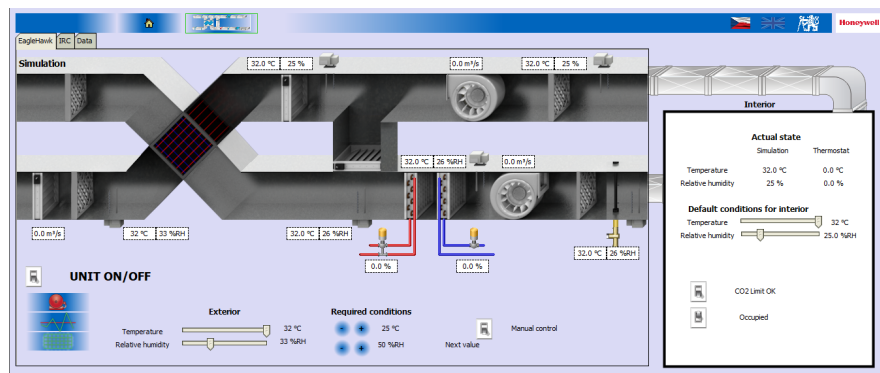 Honeywell
EagleHawk IRC Data
Simulation
32.0 °C 25 % 0.0 m³/s 32.0 °C 25 %
Interior
Actual state
Simulation Thermostat
Temperature 32.0 °C 0.0 °C
Relative humidity 25 % 0.0 %
32.0 °C 26 %RH 0.0 m³/s
Default conditions for interior
Temperature 32 °C
Relative humidity 25.0 %RH
0.0 m³/s 32 °C 33 %RH 32.0 °C 26 %RH
32.0 °C 26 %RH
0.0 % 0.0 %
UNIT ON/OFF
CO2 Limit OK
Occupied
Exterior Required conditions
Temperature 32 °C 25 °C Manual control
Relative humidity 33 %RH 50 %RH Next value